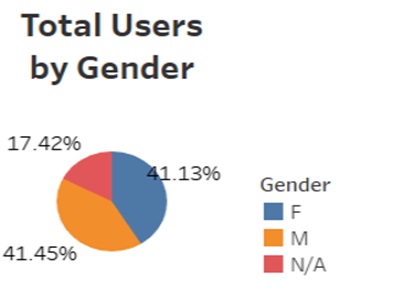 Total Users
by Gender
17.42%
41.13%
41.45%
Gender
F
M
N/A